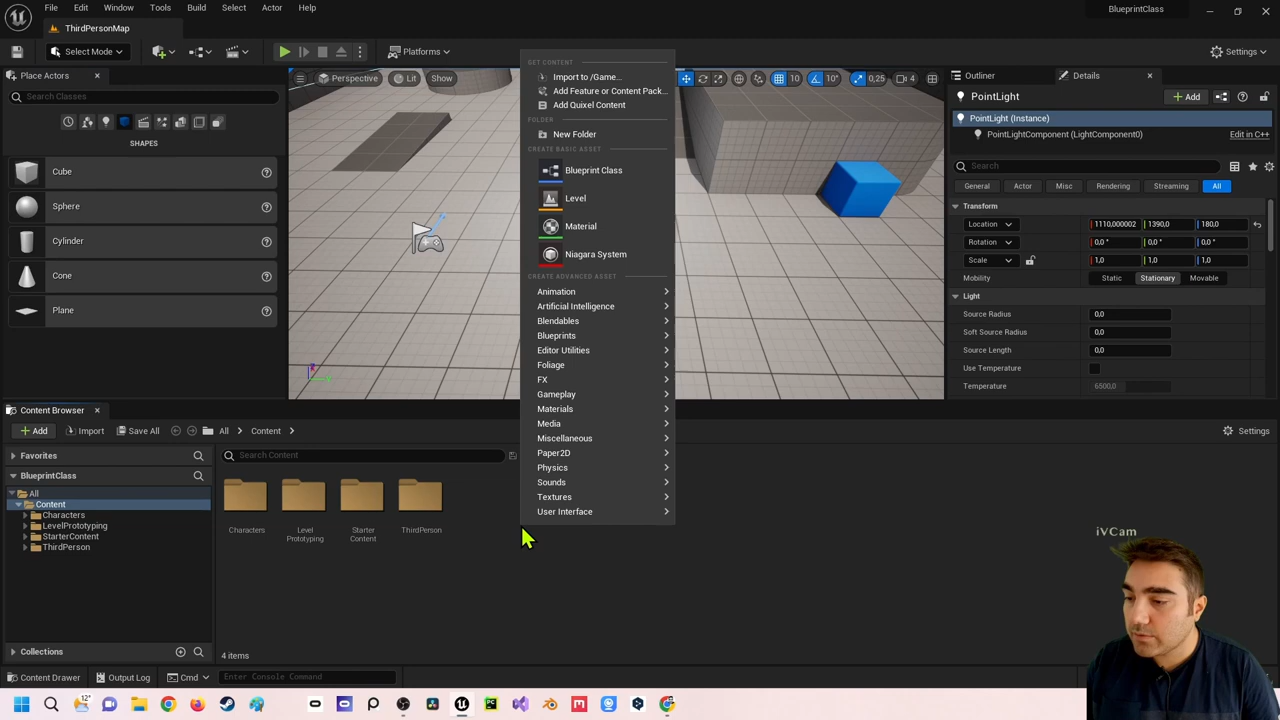 File Edit Window Tools Build Select Actor Help
BlueprintClass
ThirdPersonMap
Select Mode
Platforms
Settings
Place Actors
Search Classes
SHAPES
Cube
Sphere
Cylinder
Cone
Plane
Perspective Lit Show
10 10° 0,25 4
GET CONTENT
Import to /Game...
Add Feature or Content Pack...
Add Quixel Content
FOLDER
New Folder
CREATE BASIC ASSET
Blueprint Class
Level
Material
Niagara System
CREATE ADVANCED ASSET
Animation
Artificial Intelligence
Blendables
Blueprints
Editor Utilities
Foliage
FX
Gameplay
Materials
Media
Miscellaneous
Paper2D
Physics
Sounds
Textures
User Interface
Outliner Details
PointLight
Add
PointLight (Instance)
PointLightComponent (LightComponent0) Edit in C++
Search
General Actor Misc Rendering Streaming All
Transform
Location 1110,000002 1390,0 180,0
Rotation 0,0 ° 0,0 ° 0,0 °
Scale 1,0 1,0 1,0
Mobility Static Stationary Movable
Light
Source Radius 0,0
Soft Source Radius 0,0
Source Length 0,0
Use Temperature
Temperature 6500,0
Content Browser
Add Import Save All All Content
Settings
Favorites
BlueprintClass
All
Content
Characters
LevelPrototyping
StarterContent
ThirdPerson
Collections
Search Content
Characters
Level Prototyping
Starter Content
ThirdPerson
4 items
iVCam
Content Drawer Output Log Cmd Enter Console Command
12°